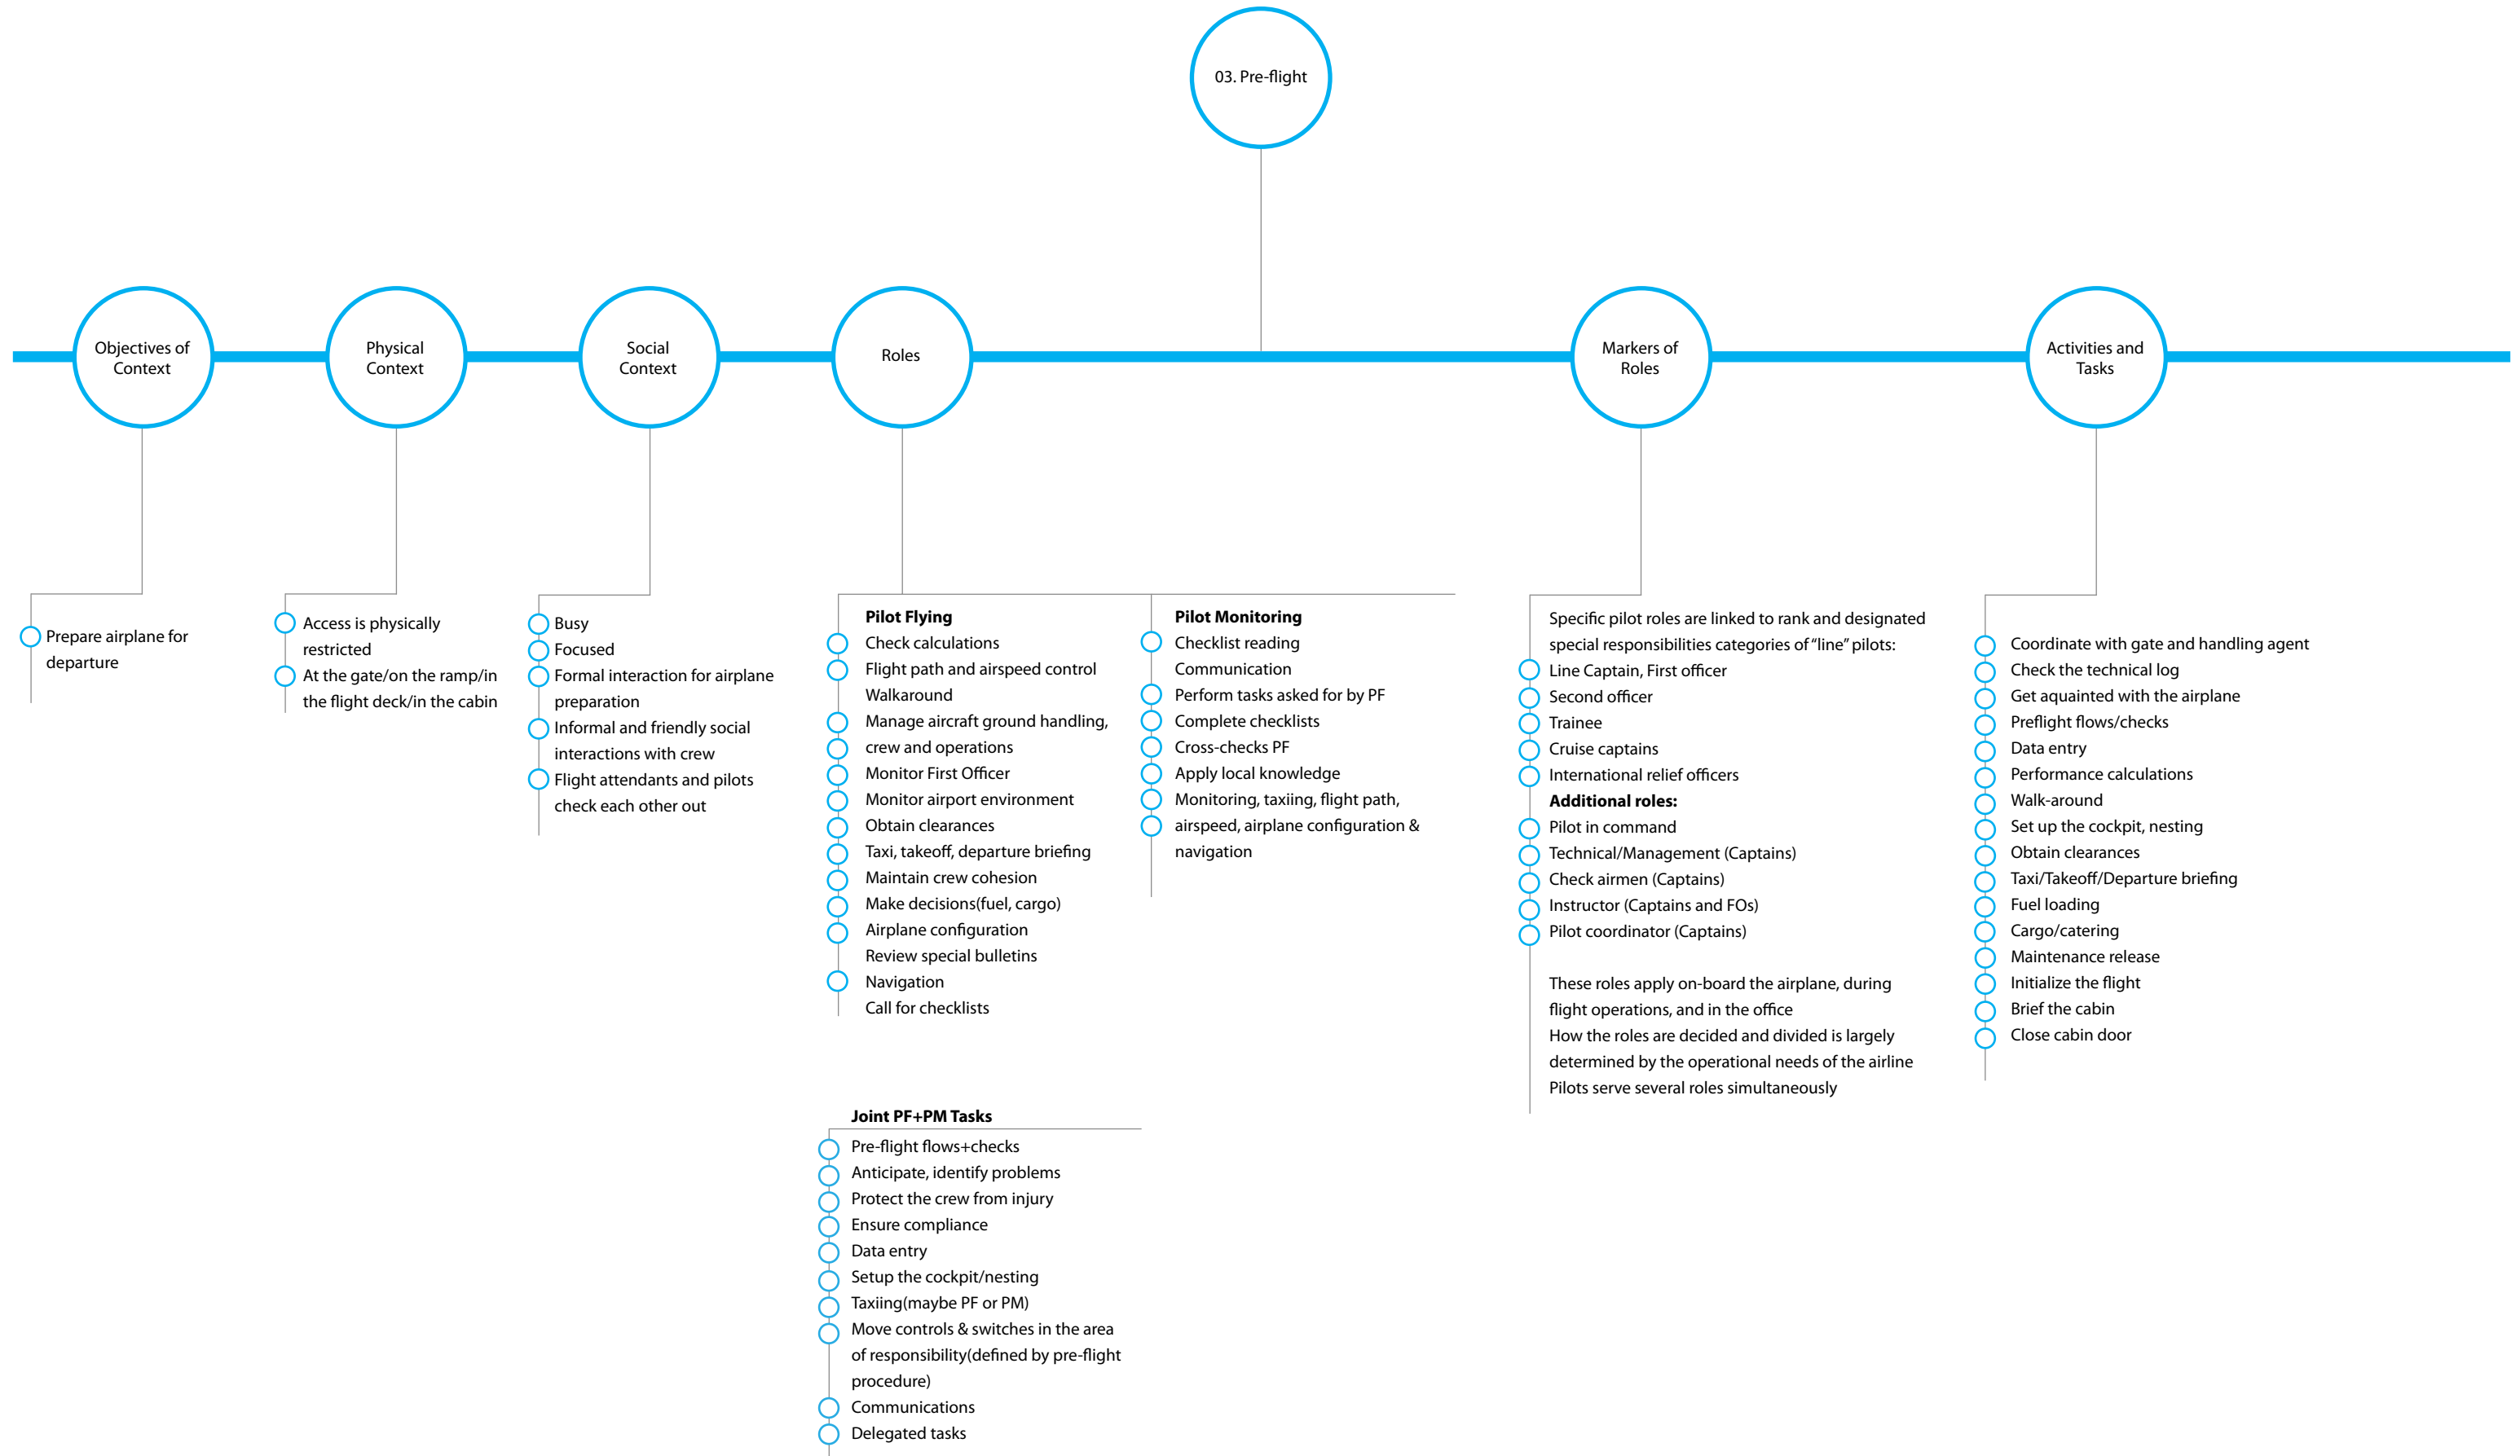 03. Pre-flight
Objectives of
Context
Physical
Context
Social
Context
Roles
Markers of
Roles
Activities and
Tasks
Prepare airplane for
departure
Access is physically
restricted
At the gate/on the ramp/in
the flight deck/in the cabin
Busy
Focused
Formal interaction for airplane
preparation
Informal and friendly social
interactions with crew
Flight attendants and pilots
check each other out
Pilot Flying
Check calculations
Flight path and airspeed control
Walkaround
Manage aircraft ground handling,
crew and operations
Monitor First Officer
Monitor airport environment
Obtain clearances
Taxi, takeoff, departure briefing
Maintain crew cohesion
Make decisions(fuel, cargo)
Airplane configuration
Review special bulletins
Navigation
Call for checklists
Pilot Monitoring
Checklist reading
Communication
Perform tasks asked for by PF
Complete checklists
Cross-checks PF
Apply local knowledge
Monitoring, taxiing, flight path,
airspeed, airplane configuration &
navigation
Joint PF+PM Tasks
Pre-flight flows+checks
Anticipate, identify problems
Protect the crew from injury
Ensure compliance
Data entry
Setup the cockpit/nesting
Taxiing(maybe PF or PM)
Move controls & switches in the area
of responsibility(defined by pre-flight
procedure)
Communications
Delegated tasks
Specific pilot roles are linked to rank and designated
special responsibilities categories of “line” pilots:
Line Captain, First officer
Second officer
Trainee
Cruise captains
International relief officers
Additional roles:
Pilot in command
Technical/Management (Captains)
Check airmen (Captains)
Instructor (Captains and FOs)
Pilot coordinator (Captains)
These roles apply on-board the airplane, during
flight operations, and in the office
How the roles are decided and divided is largely
determined by the operational needs of the airline
Pilots serve several roles simultaneously
Coordinate with gate and handling agent
Check the technical log
Get aquainted with the airplane
Preflight flows/checks
Data entry
Performance calculations
Walk-around
Set up the cockpit, nesting
Obtain clearances
Taxi/Takeoff/Departure briefing
Fuel loading
Cargo/catering
Maintenance release
Initialize the flight
Brief the cabin
Close cabin door